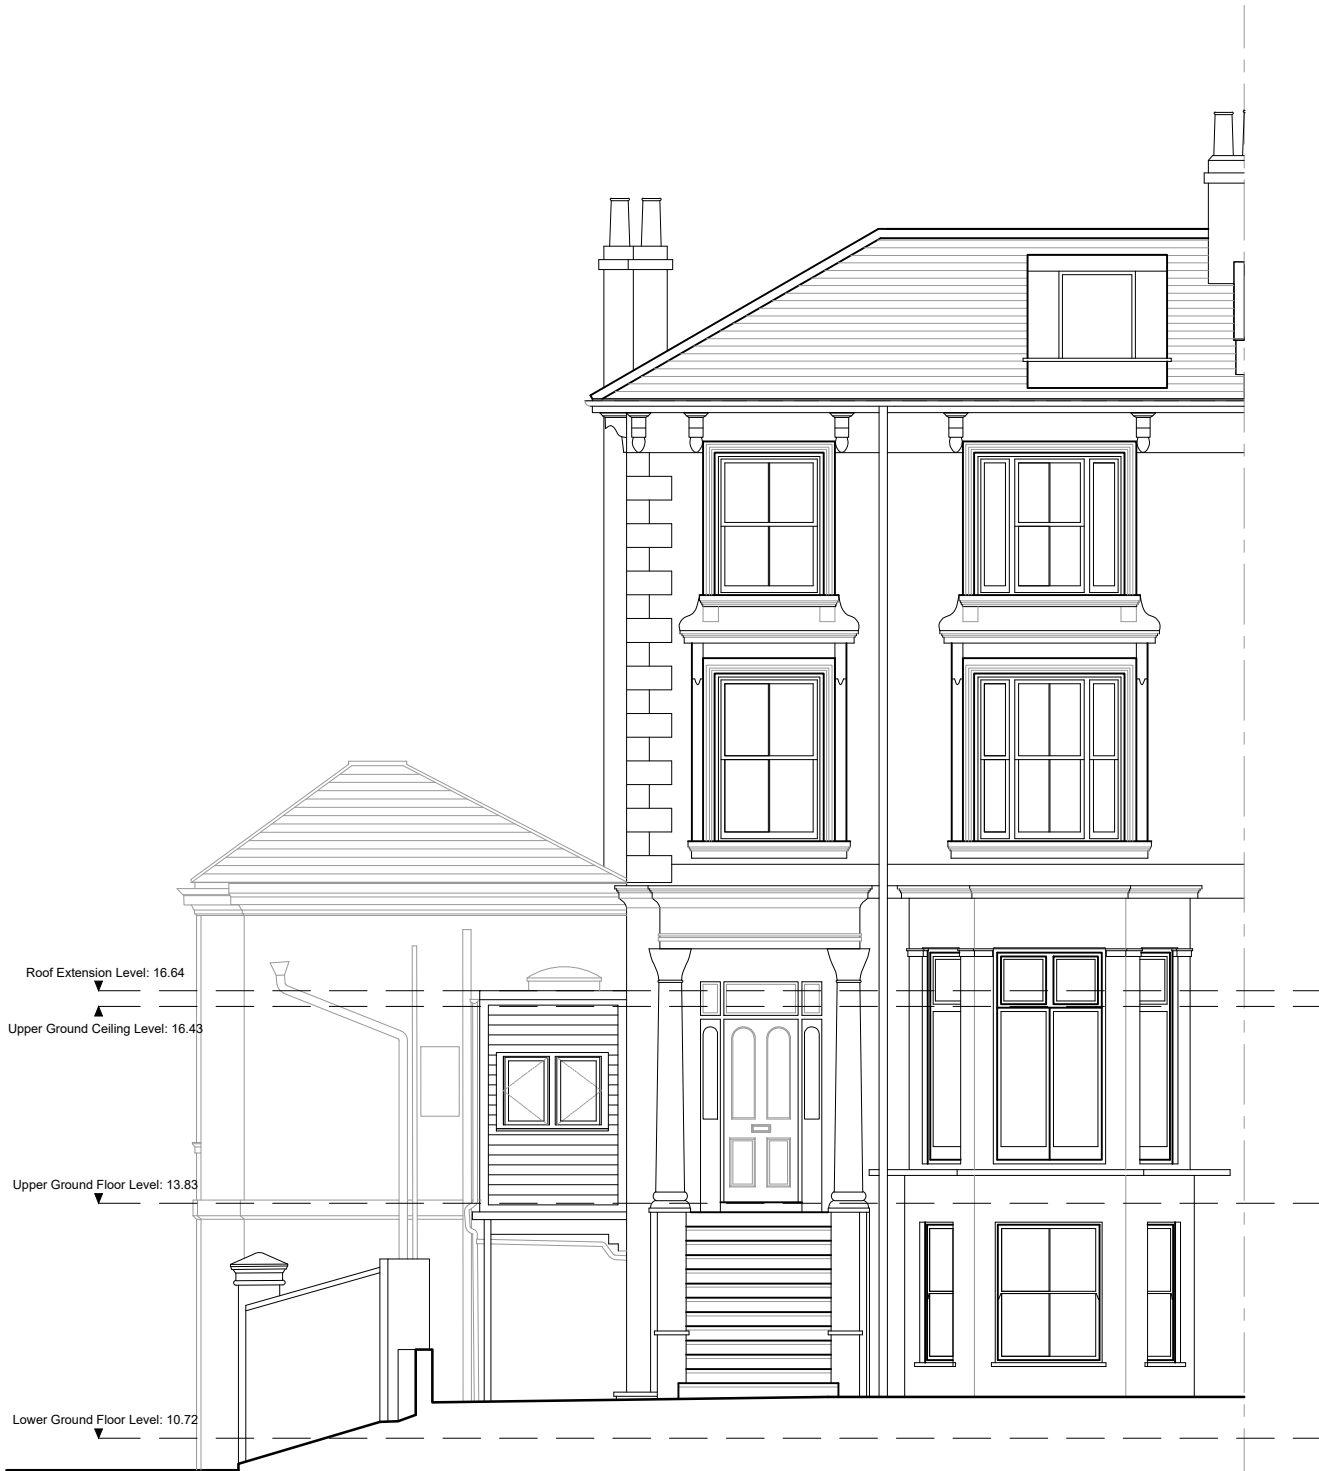 Roof Extension Level: 16.64
Upper Ground Ceiling Level: 16.43
Upper Ground Floor Level: 13.83
Lower Ground Floor Level: 10.72